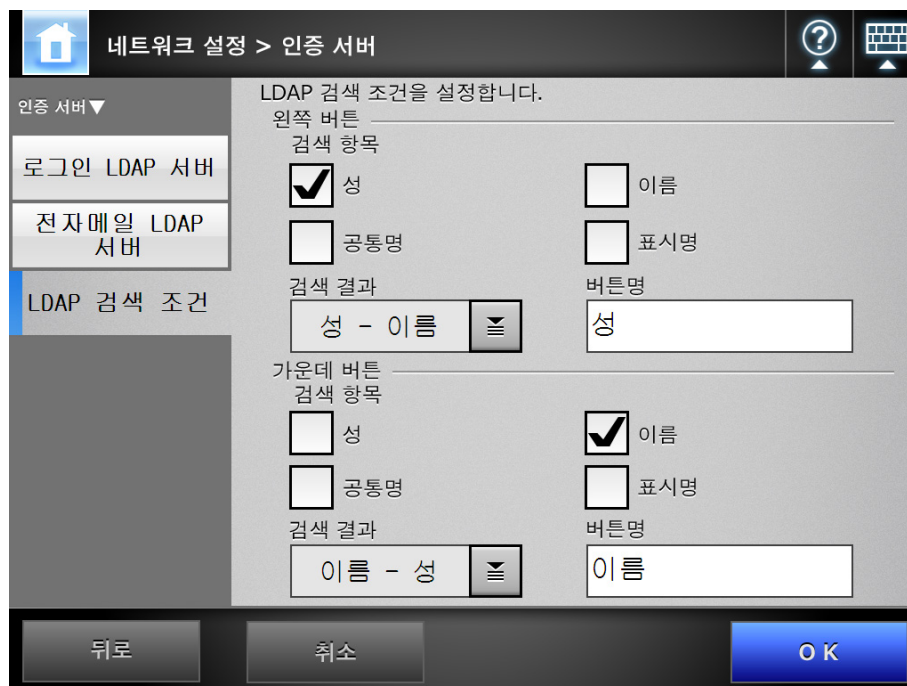 네트워크 설정 > 인증 서버
인증 서버▼
로그인 LDAP 서버
전자메일 LDAP
서버
LDAP 검색 조건
LDAP 검색 조건을 설정합니다.
왼쪽 버튼
검색 항목
성
이름
공통명
표시명
검색 결과
버튼명
성 - 이름
성
가운데 버튼
검색 항목
성
이름
공통명
표시명
검색 결과
버튼명
이름 - 성
이름
뒤로
취소
OK